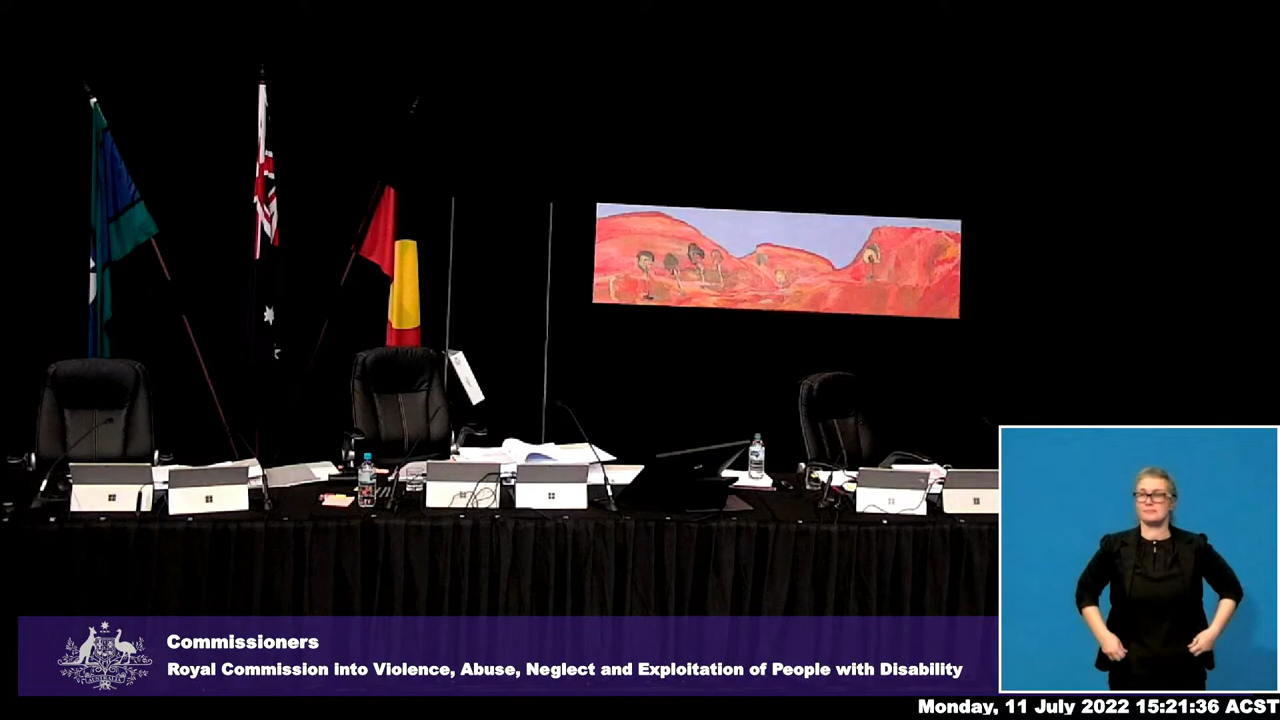 Commissioners
Royal Commission into Violence, Abuse, Neglect and Exploitation of People with Disability
Monday, 11 July 2022 15:21:36 ACST